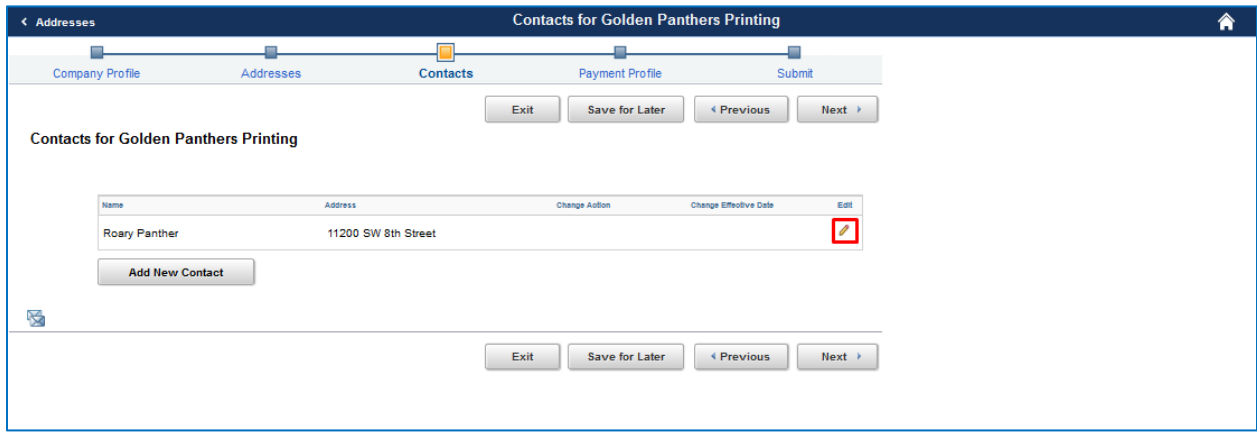 Addresses Contacts for Golden Panthers Printing
Company Profile Addresses Contacts Payment Profile Submit
Exit Save for Later Previous Next
Contacts for Golden Panthers Printing
Name Address Change Action Change Effective Date Edit
Roary Panther 11200 SW 8th Street
Add New Contact
Exit Save for Later Previous Next